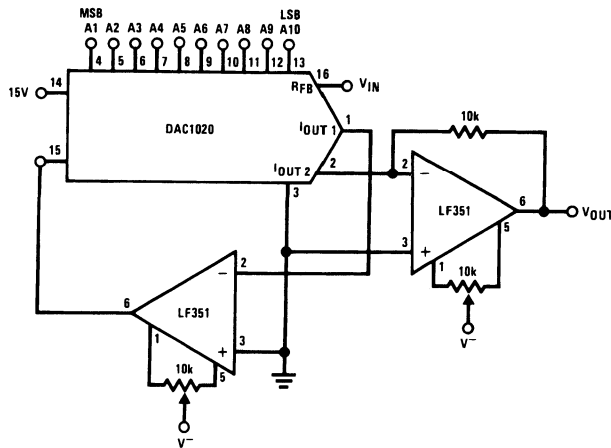 MSB LSB
A1 A2 A3 A4 A5 A6 A7 A8 A9 A10
4 5 6 7 8 9 10 11 12 13
14 16
15V RFB VIN
DAC1020
IOUT 1 1
15
IOUT 2 2
3
10k
2 −
LF351 6 VOUT
3 + 5
1
10k
V−
2 −
6 LF351
1
3 +
10k 5
V−